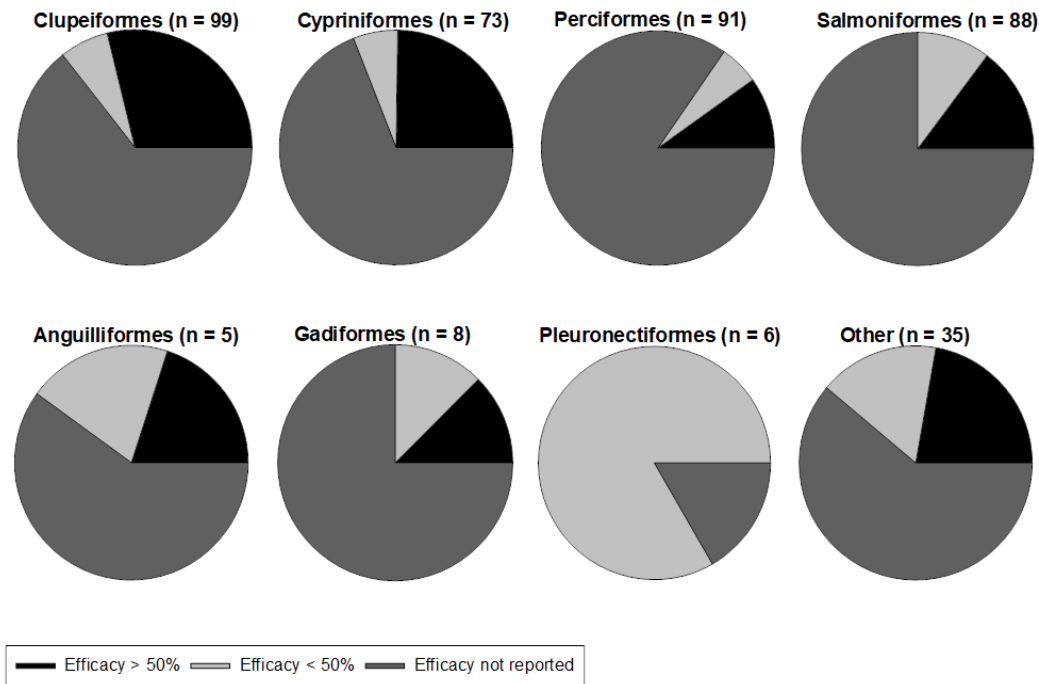 Clupeiformes (n = 99)
Cypriniformes (n = 73)
Perciformes (n = 91)
Salmoniformes (n = 88)
Anguilliformes (n = 5)
Gadiformes (n = 8)
Pleuronectiformes (n = 6)
Other (n = 35)
Efficacy > 50%
Efficacy < 50%
Efficacy not reported